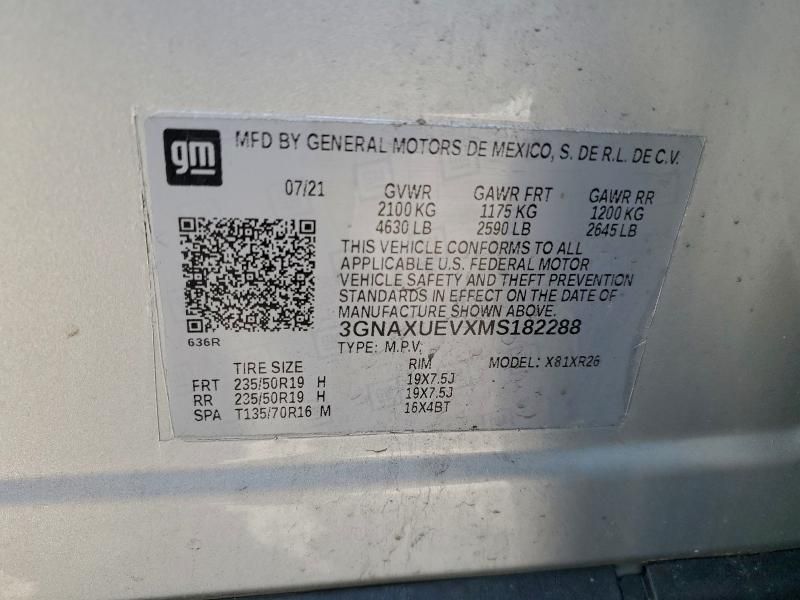 gm MFD BY GENERAL MOTORS DE MEXICO, S. DE R.L. DE C.V.
07/21 GVWR GAWR FRT GAWR RR
2100 KG 1175 KG 1200 KG
4630 LB 2590 LB 2645 LB
THIS VEHICLE CONFORMS TO ALL
APPLICABLE U.S. FEDERAL MOTOR
VEHICLE SAFETY AND THEFT PREVENTION
STANDARDS IN EFFECT ON THE DATE OF
MANUFACTURE SHOWN ABOVE.
3GNAXUEVXMS182288
636R
TYPE: M.P.V. MODEL: X81XR26
TIRE SIZE RIM
FRT 235/50R19 H 19X7.5J
RR 235/50R19 H 19X7.5J
SPA T135/70R16 M 16X4BT